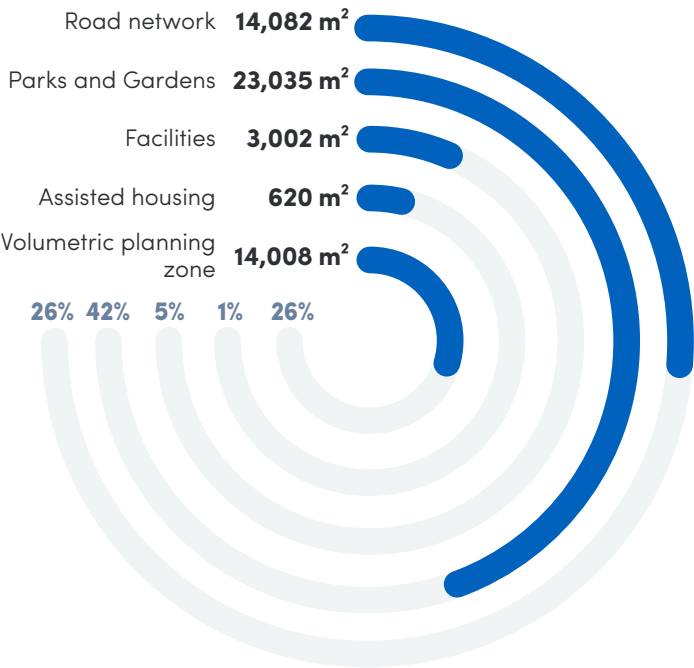 Road network 14,082 m²
Parks and Gardens 23,035 m²
Facilities 3,002 m²
Assisted housing 620 m²
Volumetric planning
zone 14,008 m²
26% 42% 5% 1% 26%